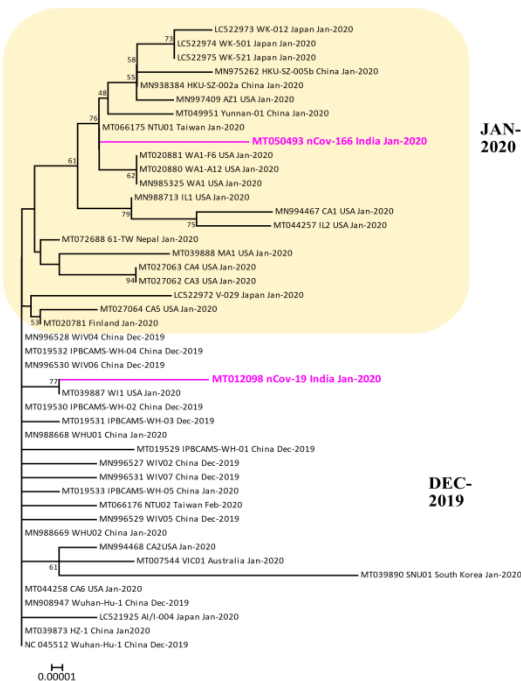 LC522973 WK-012 Japan Jan-2020
73
LC522974 WK-501 Japan Jan-2020
LC522975 WK-521 Japan Jan-2020
58
MN975262 HKU-SZ-005b China Jan-2020
55
MN938384 HKU-SZ-002a China Jan-2020
48
MN997409 AZ1 USA Jan-2020
MT049951 Yunnan-01 China Jan-2020
76
MT066175 NTU01 Taiwan Jan-2020
JAN-
2020
MT050493 nCov-166 India Jan-2020
MT020881 WA1-F6 USA Jan-2020
61
MT020880 WA1-A12 USA Jan-2020
62
MN985325 WA1 USA Jan-2020
MN988713 IL1 USA Jan-2020
79
MN994467 CA1 USA Jan-2020
75
MT044257 IL2 USA Jan-2020
MT072688 61-TW Nepal Jan-2020
MT039888 MA1 USA Jan-2020
MT027063 CA4 USA Jan-2020
94
MT027062 CA3 USA Jan-2020
LC522972 V-029 Japan Jan-2020
MT027064 CA5 USA Jan-2020
53
MT020781 Finland Jan-2020
MN996528 WIV04 China Dec-2019
MT019532 IPBCAMS-WH-04 China Dec-2019
MN996530 WIV06 China Dec-2019
MT012098 nCov-19 India Jan-2020
77
MT039887 WI1 USA Jan-2020
MT019530 IPBCAMS-WH-02 China Dec-2019
MT019531 IPBCAMS-WH-03 China Dec-2019
MN988668 WHU01 China Jan-2020
MT019529 IPBCAMS-WH-01 China Dec-2019
MN996527 WIV02 China Dec-2019
MN996531 WIV07 China Dec-2019
DEC-
2019
MT019533 IPBCAMS-WH-05 China Jan-2020
MT066176 NTU02 Taiwan Feb-2020
MN996529 WIV05 China Dec-2019
MN988669 WHU02 China Jan-2020
MN994468 CA2USA Jan-2020
MT007544 VIC01 Australia Jan-2020
61
MT039890 SNU01 South Korea Jan-2020
MT044258 CA6 USA Jan-2020
MN908947 Wuhan-Hu-1 China Dec-2019
LC521925 AI/I-004 Japan Jan-2020
MT039873 HZ-1 China Jan2020
NC 045512 Wuhan-Hu-1 China Dec-2019
0.00001